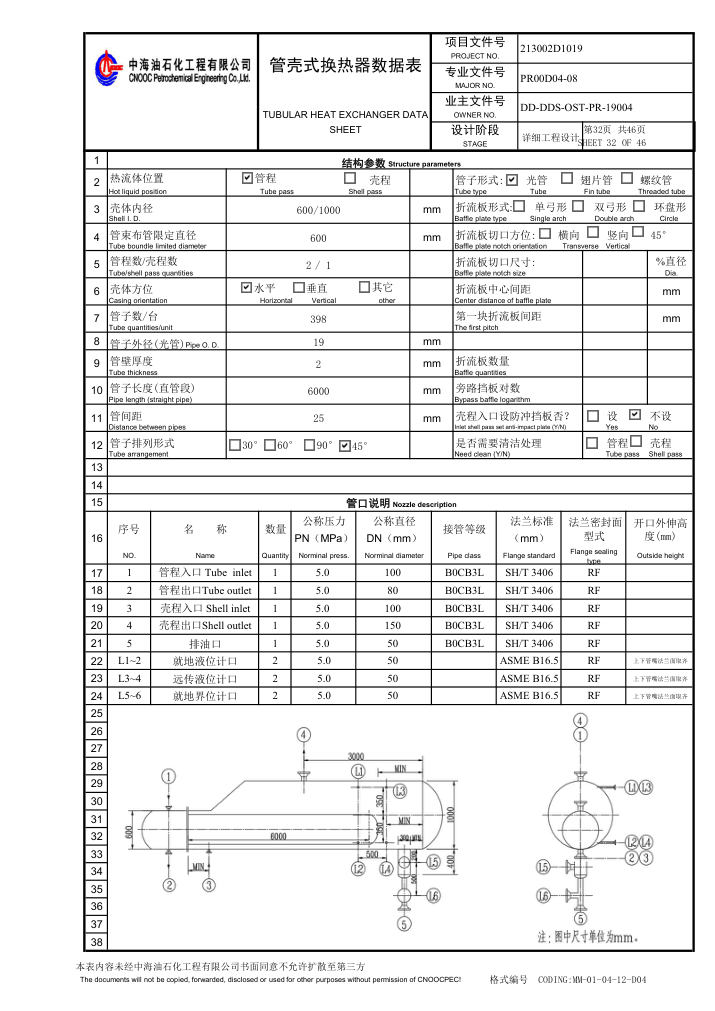 中海油石化工程有限公司
CNOOC Petrochemical Engineering Co.,Ltd.
管壳式换热器数据表
TUBULAR HEAT EXCHANGER DATA
SHEET
项目文件号
PROJECT NO.
213002D1019
专业文件号
MAJOR NO.
PR00D04-08
业主文件号
OWNER NO.
DD-DDS-OST-PR-19004
设计阶段
STAGE
详细工程设计
第32页 共46页
SHEET 32 OF 46
1 结构参数 Structure parameters
2 热流体位置 管程 壳程 管子形式: 光管 翅片管 螺纹管
Hot liquid position Tube pass Shell pass Tube type Tube Fin tube Threaded tube
3 壳体内径 600/1000 mm 折流板形式: 单弓形 双弓形 环盘形
Shell I. D. Baffle plate type Single arch Double arch Circle
4 管束布管限定直径 600 mm 折流板切口方位: 横向 竖向 45°
Tube boundle limited diameter Baffle plate notch orientation Transverse Vertical
5 管程数/壳程数 2 / 1 折流板切口尺寸: %直径
Tube/shell pass quantities Baffle plate notch size Dia.
6 壳体方位 水平 垂直 其它 折流板中心间距 mm
Casing orientation Horizontal Vertical other Center distance of baffle plate
7 管子数/台 398 第一块折流板间距 mm
Tube quantities/unit The first pitch
8 管子外径(光管) Pipe O. D. 19 mm
9 管壁厚度 2 mm 折流板数量
Tube thickness Baffle quantities
10 管子长度(直管段) 6000 mm 旁路挡板对数
Pipe length (straight pipe) Bypass baffle logarithm
11 管间距 25 mm 壳程入口设防冲挡板否? 设 不设
Distance between pipes Inlet shell pass set anti-impact plate (Y/N) Yes No
12 管子排列形式 30° 60° 90° 45° 是否需要清洁处理 管程 壳程
Tube arrangement Need clean (Y/N) Tube pass Shell pass
13
14
15 管口说明 Nozzle description
16 序号 名 称 数量 公称压力 PN（MPa） 公称直径 DN（mm） 接管等级 法兰标准 （mm） 法兰密封面型式 开口外伸高度(mm)
NO. Name Quantity Norminal press. Norminal diameter Pipe class Flange standard Flange sealing type Outside height
17 1 管程入口 Tube inlet 1 5.0 100 B0CB3L SH/T 3406 RF
18 2 管程出口Tube outlet 1 5.0 80 B0CB3L SH/T 3406 RF
19 3 壳程入口 Shell inlet 1 5.0 100 B0CB3L SH/T 3406 RF
20 4 壳程出口Shell outlet 1 5.0 150 B0CB3L SH/T 3406 RF
21 5 排油口 1 5.0 50 B0CB3L SH/T 3406 RF
22 L1~2 就地液位计口 2 5.0 50 ASME B16.5 RF 上下管嘴法兰面取齐
23 L3~4 远传液位计口 2 5.0 50 ASME B16.5 RF 上下管嘴法兰面取齐
24 L5~6 就地界位计口 2 5.0 50 ASME B16.5 RF 上下管嘴法兰面取齐
25
26
27
28
29
30
31
32
33
34
35
36
37
38
4
3000
1
L1
MIN
L3
350
1000
600
MIN
350
6000
500
400
L5
MIN
2
3
L2
L4
500
L6
5
4
1
L1 L3
L2 L4
2 3
L5
L6
5
注: 图中尺寸单位为mm。
本表内容未经中海油石化工程有限公司书面同意不允许扩散至第三方
The documents will not be copied, forwarded, disclosed or used for other purposes without permission of CNOOCPEC!
格式编号 CODING:MM-01-04-12-D04